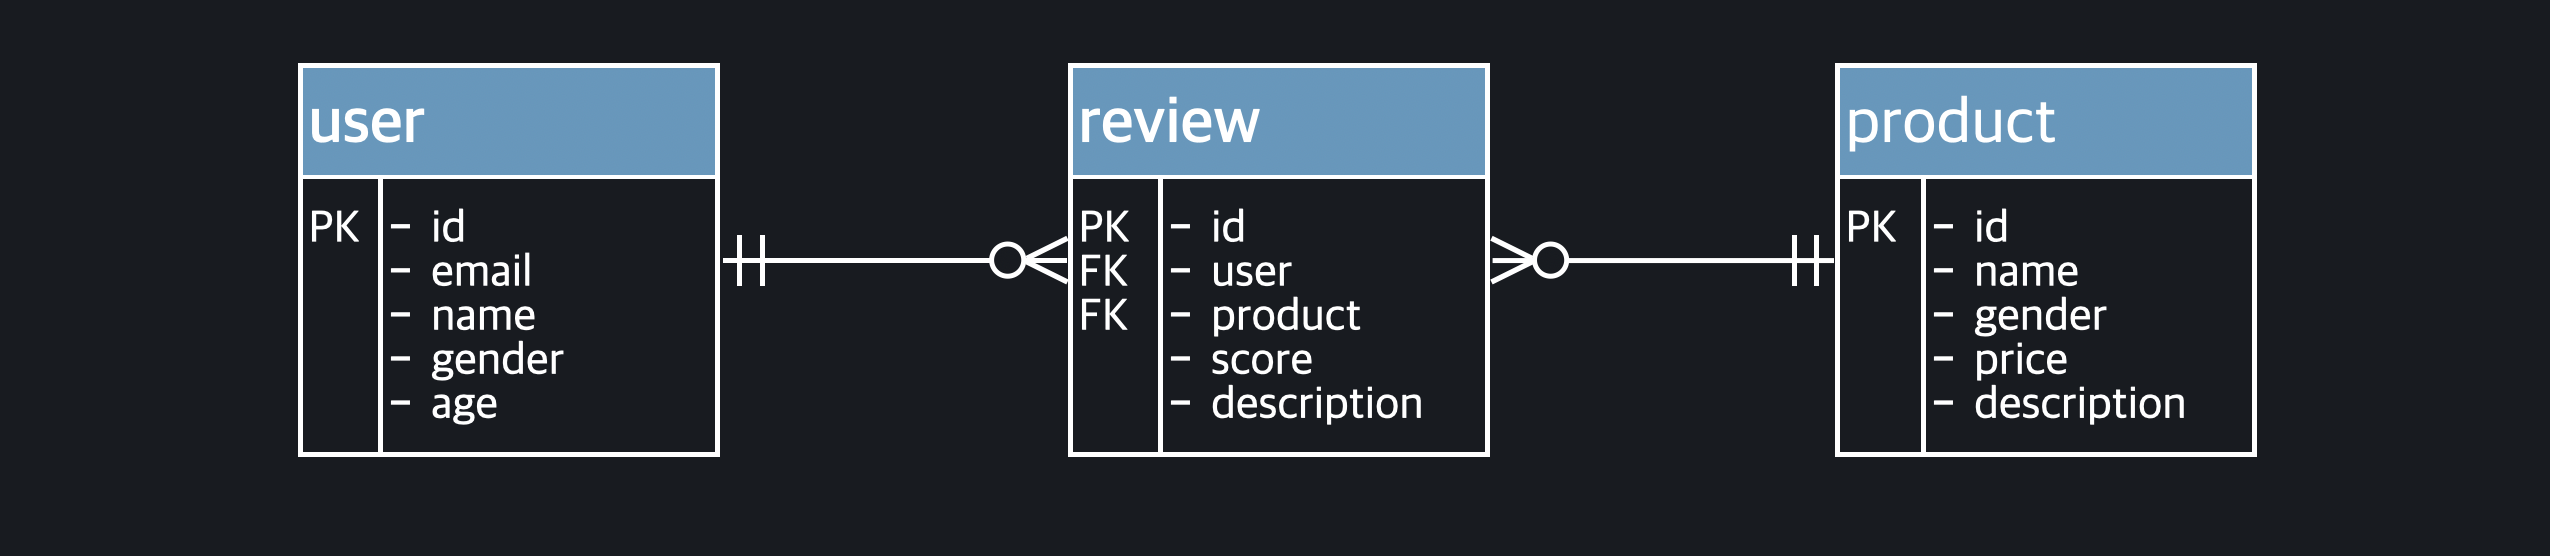 user
PK - id
- email
- name
- gender
- age
review
PK - id
FK - user
FK - product
- score
- description
product
PK - id
- name
- gender
- price
- description